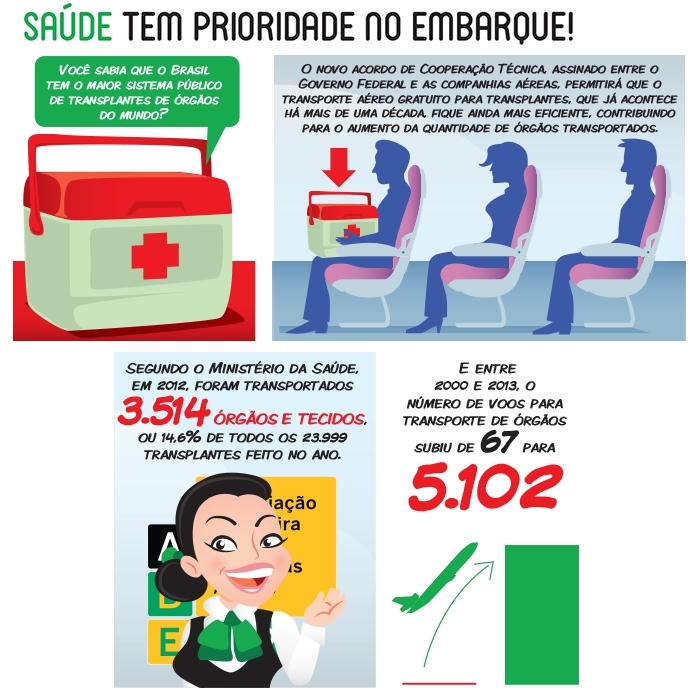 SAÚDE TEM PRIORIDADE NO EMBARQUE!
VOCÊ SABIA QUE O BRASIL
TEM O MAIOR SISTEMA PÚBLICO
DE TRANSPLANTES DE ÓRGÃOS
DO MUNDO?
O NOVO ACORDO DE COOPERAÇÃO TÉCNICA, ASSINADO ENTRE O
GOVERNO FEDERAL E AS COMPANHIAS AÉREAS, PERMITIRÁ QUE O
TRANSPORTE AÉREO GRATUITO PARA TRANSPLANTES, QUE JÁ ACONTECE
HÁ MAIS DE UMA DÉCADA, FIQUE AINDA MAIS EFICIENTE, CONTRIBUINDO
PARA O AUMENTO DA QUANTIDADE DE ÓRGÃOS TRANSPORTADOS.
SEGUNDO O MINISTÉRIO DA SAÚDE,
EM 2012, FORAM TRANSPORTADOS
3.514 ÓRGÃOS E TECIDOS,
OU 14,6% DE TODOS OS 23.999
TRANSPLANTES FEITO NO ANO.
iação
ira
as
A
E
E ENTRE
2000 E 2013, O
NÚMERO DE VOOS PARA
TRANSPORTE DE ÓRGÃOS
SUBIU DE 67 PARA
5.102